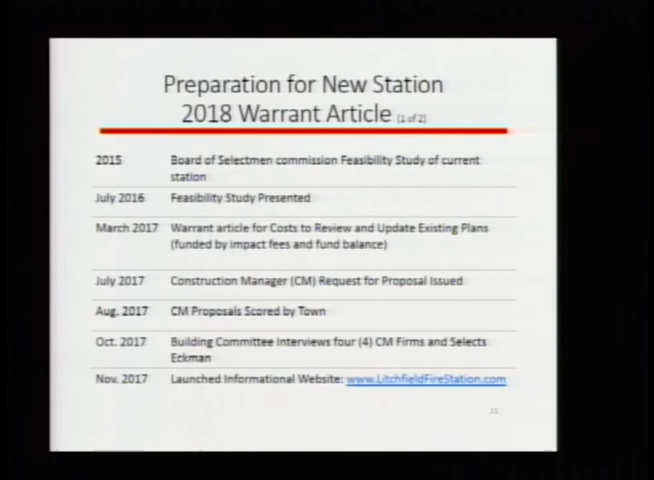 Preparation for New Station
2018 Warrant Article (1 of 2)
2015 Board of Selectmen commission Feasibility Study of current
station
July 2016 Feasibility Study Presented
March 2017 Warrant article for Costs to Review and Update Existing Plans
(funded by impact fees and fund balance)
July 2017 Construction Manager (CM) Request for Proposal Issued
Aug. 2017 CM Proposals Scored by Town
Oct. 2017 Building Committee Interviews four (4) CM Firms and Selects
Eckman
Nov. 2017 Launched Informational Website: www.LitchfieldFireStation.com